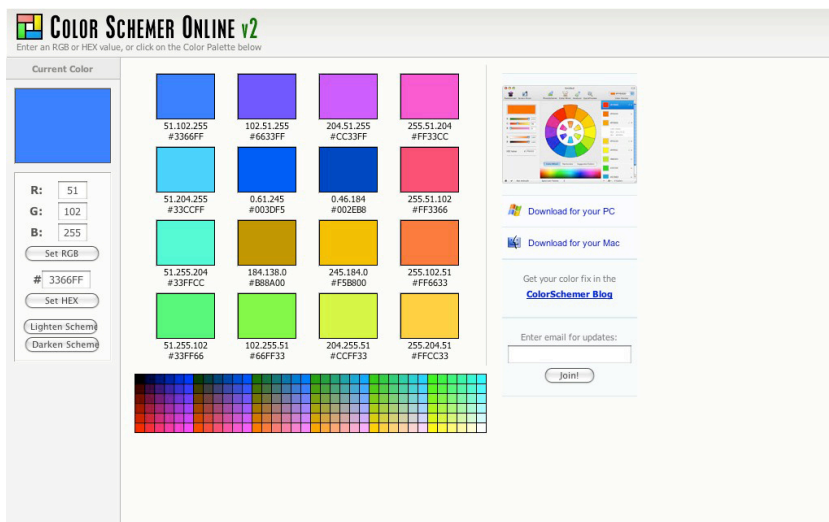 COLOR SCHEMER ONLINE v2
Enter an RGB or HEX value, or click on the Color Palette below
Current Color
R: 51
G: 102
B: 255
Set RGB
# 3366FF
Set HEX
Lighten Scheme
Darken Scheme
51.102.255 102.51.255 204.51.255 255.51.204
#3366FF #6633FF #CC33FF #FF33CC
51.204.255 0.61.245 0.46.184 255.51.102
#33CCFF #003DF5 #002EB8 #FF3366
51.255.204 184.138.0 245.184.0 255.102.51
#33FFCC #B88A00 #F5B800 #FF6633
51.255.102 102.255.51 204.255.51 255.204.51
#33FF66 #66FF33 #CCFF33 #FFCC33
Download for your PC
Download for your Mac
Get your color fix in the
ColorSchemer Blog
Enter email for updates:
Join!